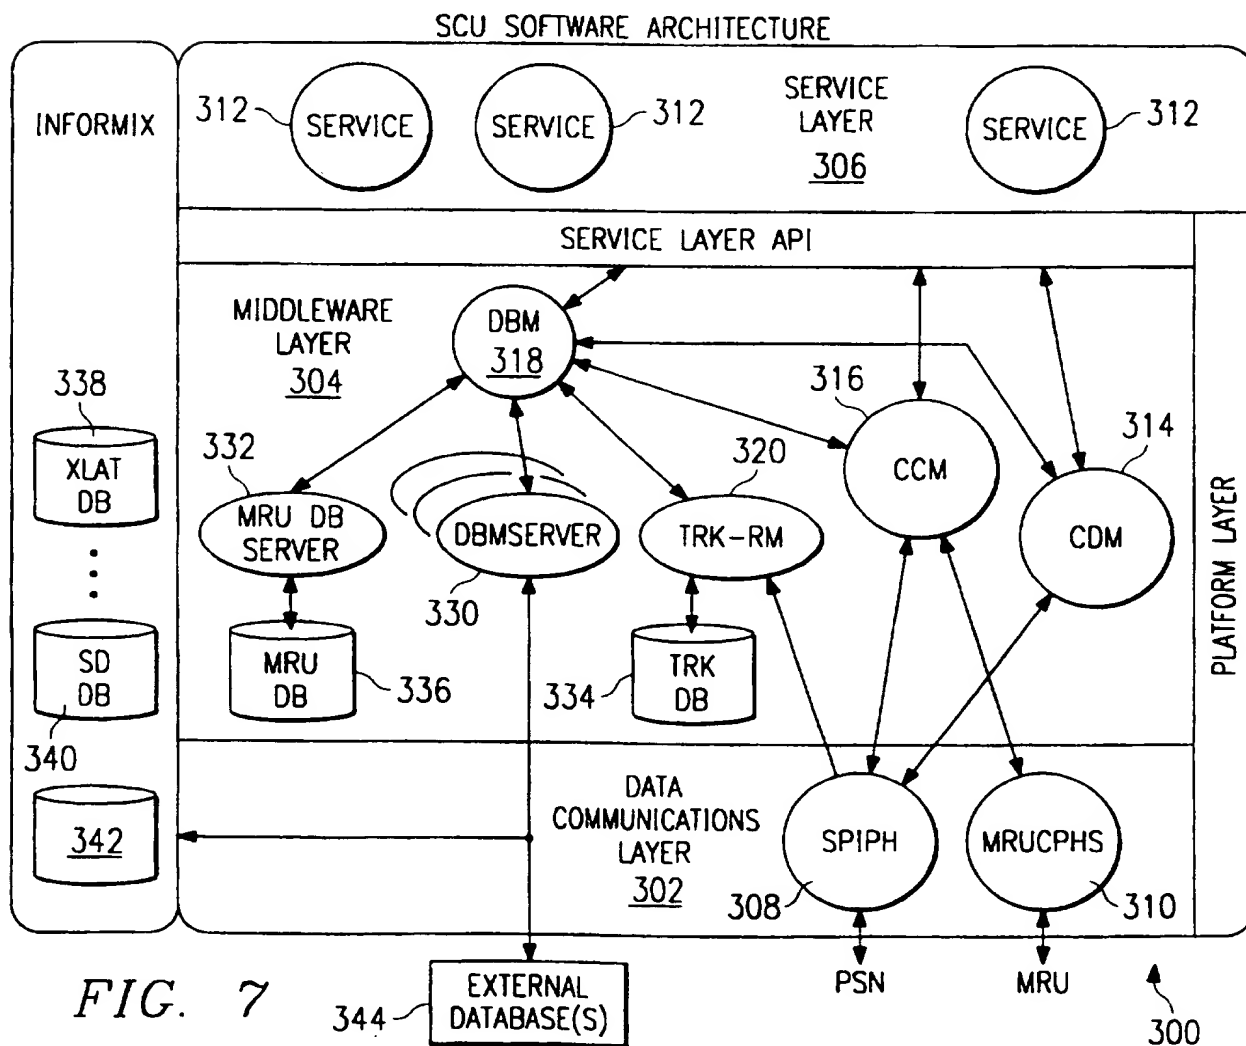 SCU SOFTWARE ARCHITECTURE
INFORMIX
312
SERVICE
SERVICE
312
SERVICE
LAYER
306
SERVICE
312
SERVICE LAYER API
MIDDLEWARE
LAYER
304
DBM
318
316
CCM
314
CDM
PLATFORM LAYER
338
XLAT
DB
332
MRU DB
SERVER
DBMSERVER
330
320
TRK-RM
SD
DB
340
MRU
DB
336
334
TRK
DB
342
DATA
COMMUNICATIONS
LAYER
302
SPIPH
308
MRUCPHS
310
PSN
MRU
300
FIG. 7
344
EXTERNAL
DATABASE(S)